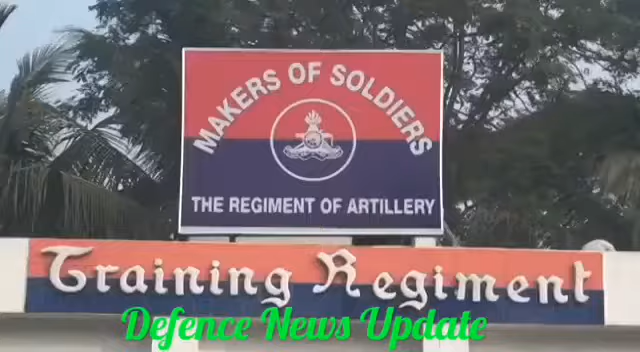 MAKERS OF SOLDIERS
THE REGIMENT OF ARTILLERY
Training Regiment
Defence News Update